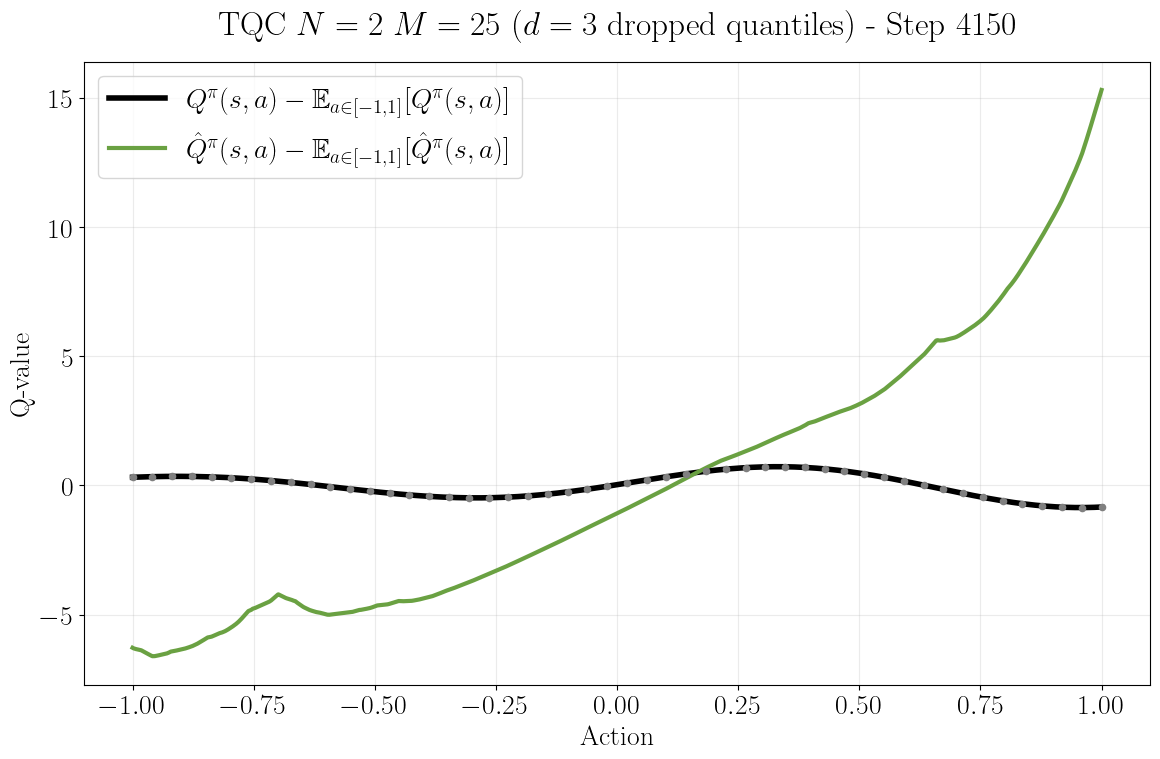 TQC N = 2 M = 25 (d = 3 dropped quantiles) - Step 4150
Q^π(s, a) − 𝔼_{a∈[−1,1]}[Q^π(s, a)]
Q̂^π(s, a) − 𝔼_{a∈[−1,1]}[Q̂^π(s, a)]
15
10
5
0
−5
Q-value
−1.00 −0.75 −0.50 −0.25 0.00 0.25 0.50 0.75 1.00
Action